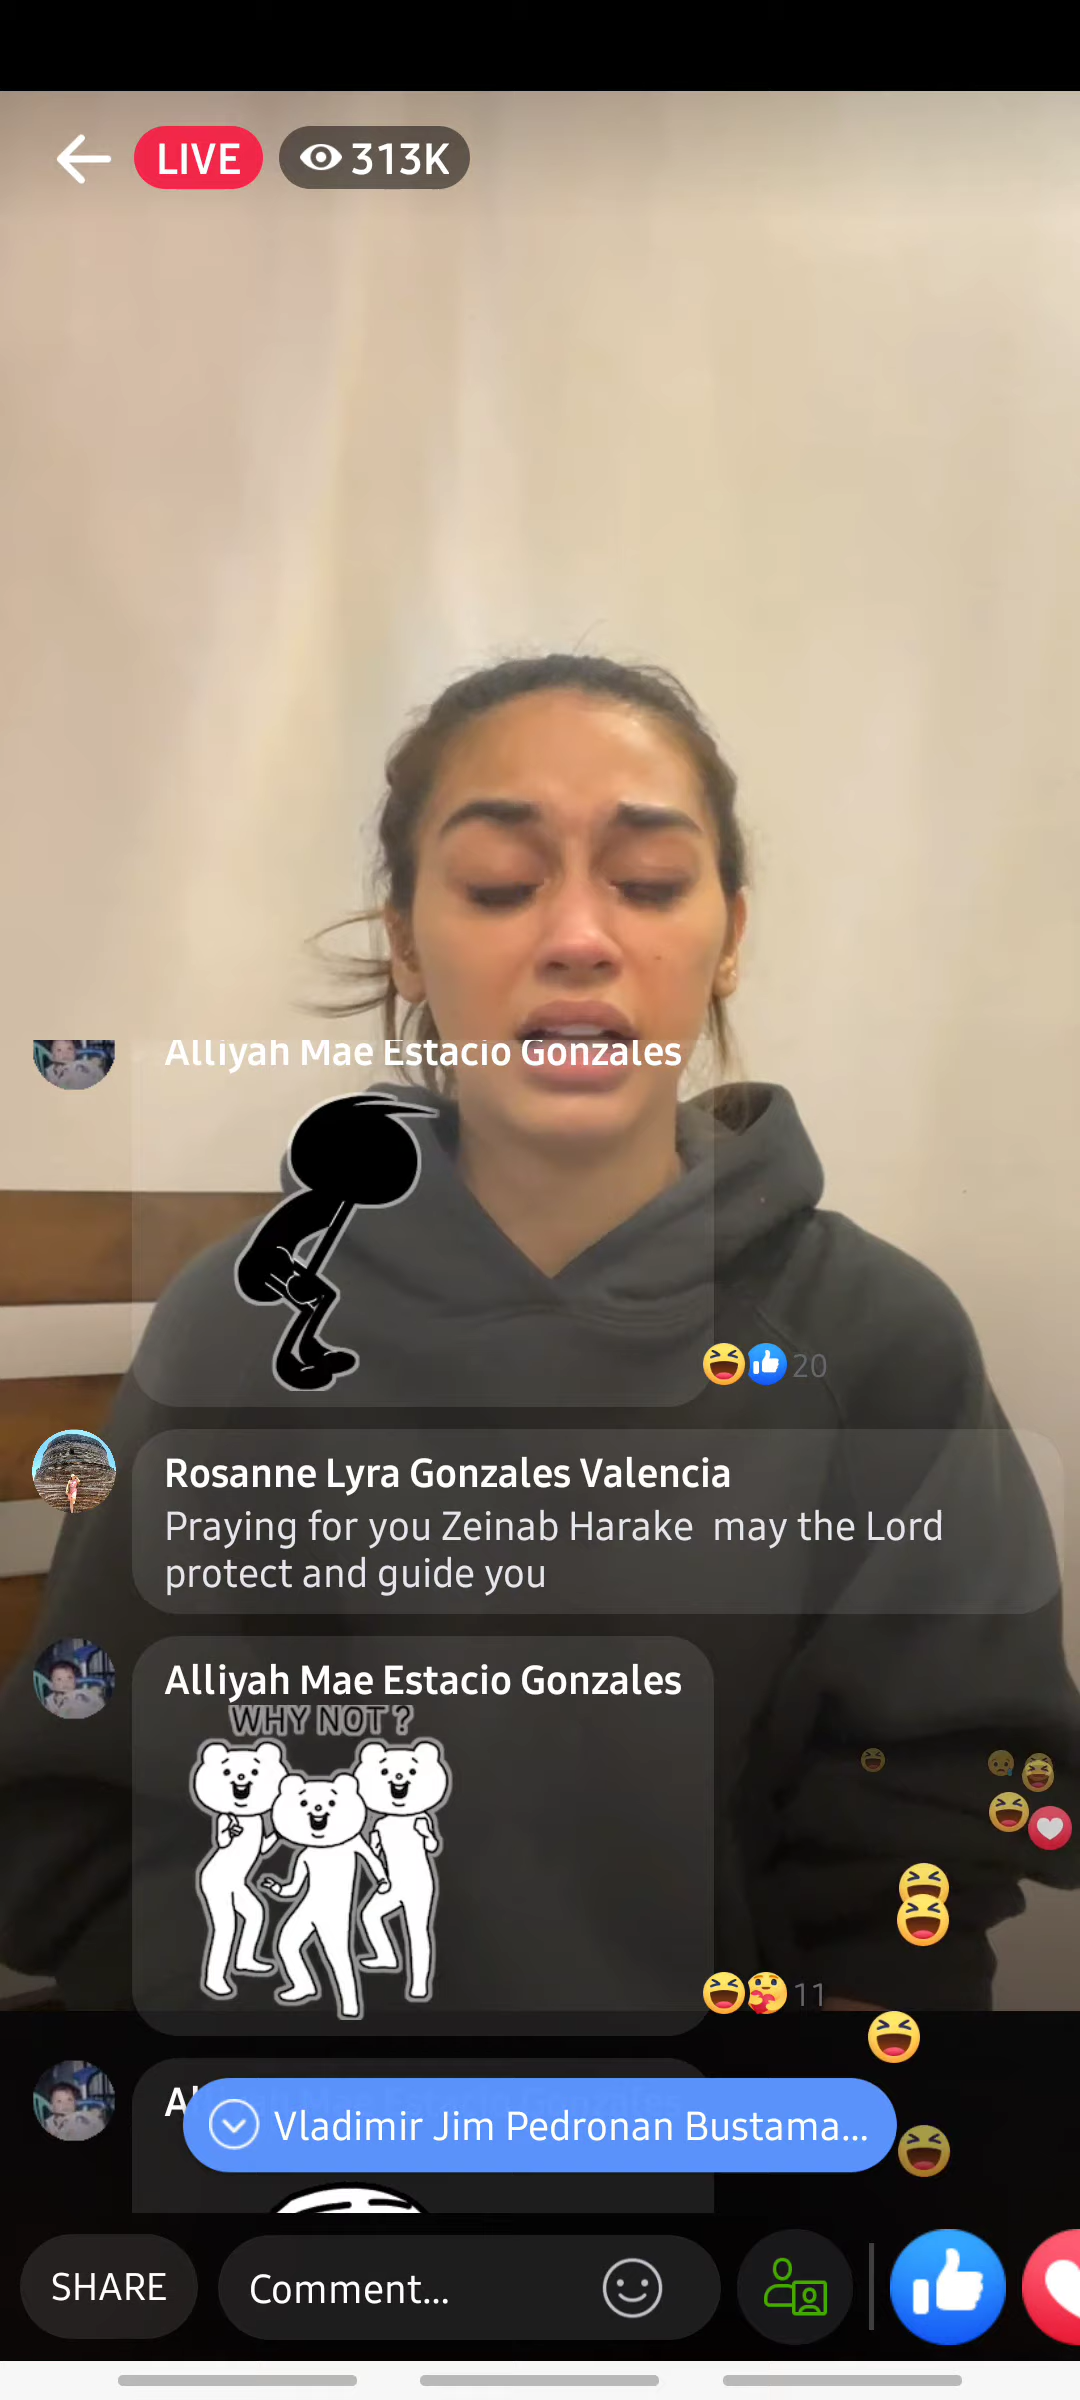 LIVE
313K
Alliyah Mae Estacio Gonzales
20
Rosanne Lyra Gonzales Valencia
Praying for you Zeinab Harake may the Lord
protect and guide you
Alliyah Mae Estacio Gonzales
WHY NOT?
11
Vladimir Jim Pedronan Bustama...
SHARE
Comment...